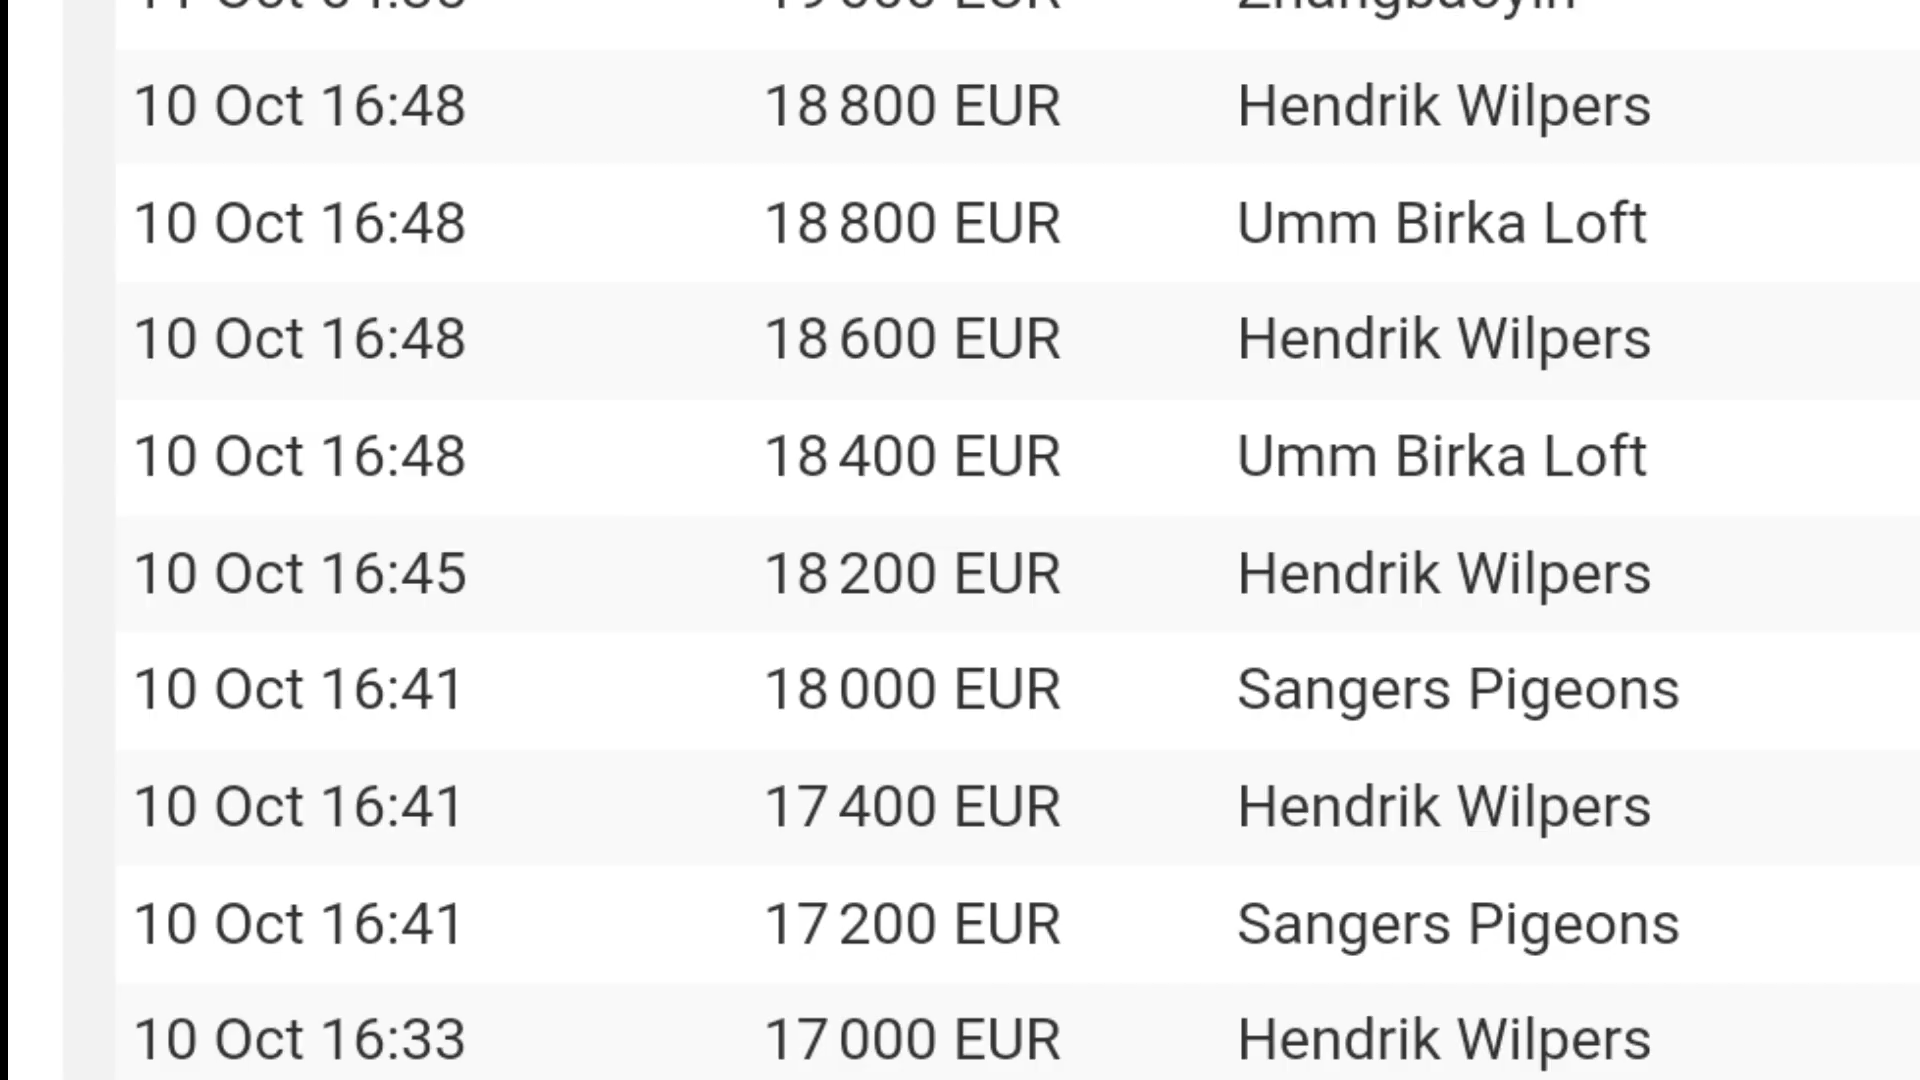 10 Oct 16:48 18 800 EUR Hendrik Wilpers
10 Oct 16:48 18 800 EUR Umm Birka Loft
10 Oct 16:48 18 600 EUR Hendrik Wilpers
10 Oct 16:48 18 400 EUR Umm Birka Loft
10 Oct 16:45 18 200 EUR Hendrik Wilpers
10 Oct 16:41 18 000 EUR Sangers Pigeons
10 Oct 16:41 17 400 EUR Hendrik Wilpers
10 Oct 16:41 17 200 EUR Sangers Pigeons
10 Oct 16:33 17 000 EUR Hendrik Wilpers